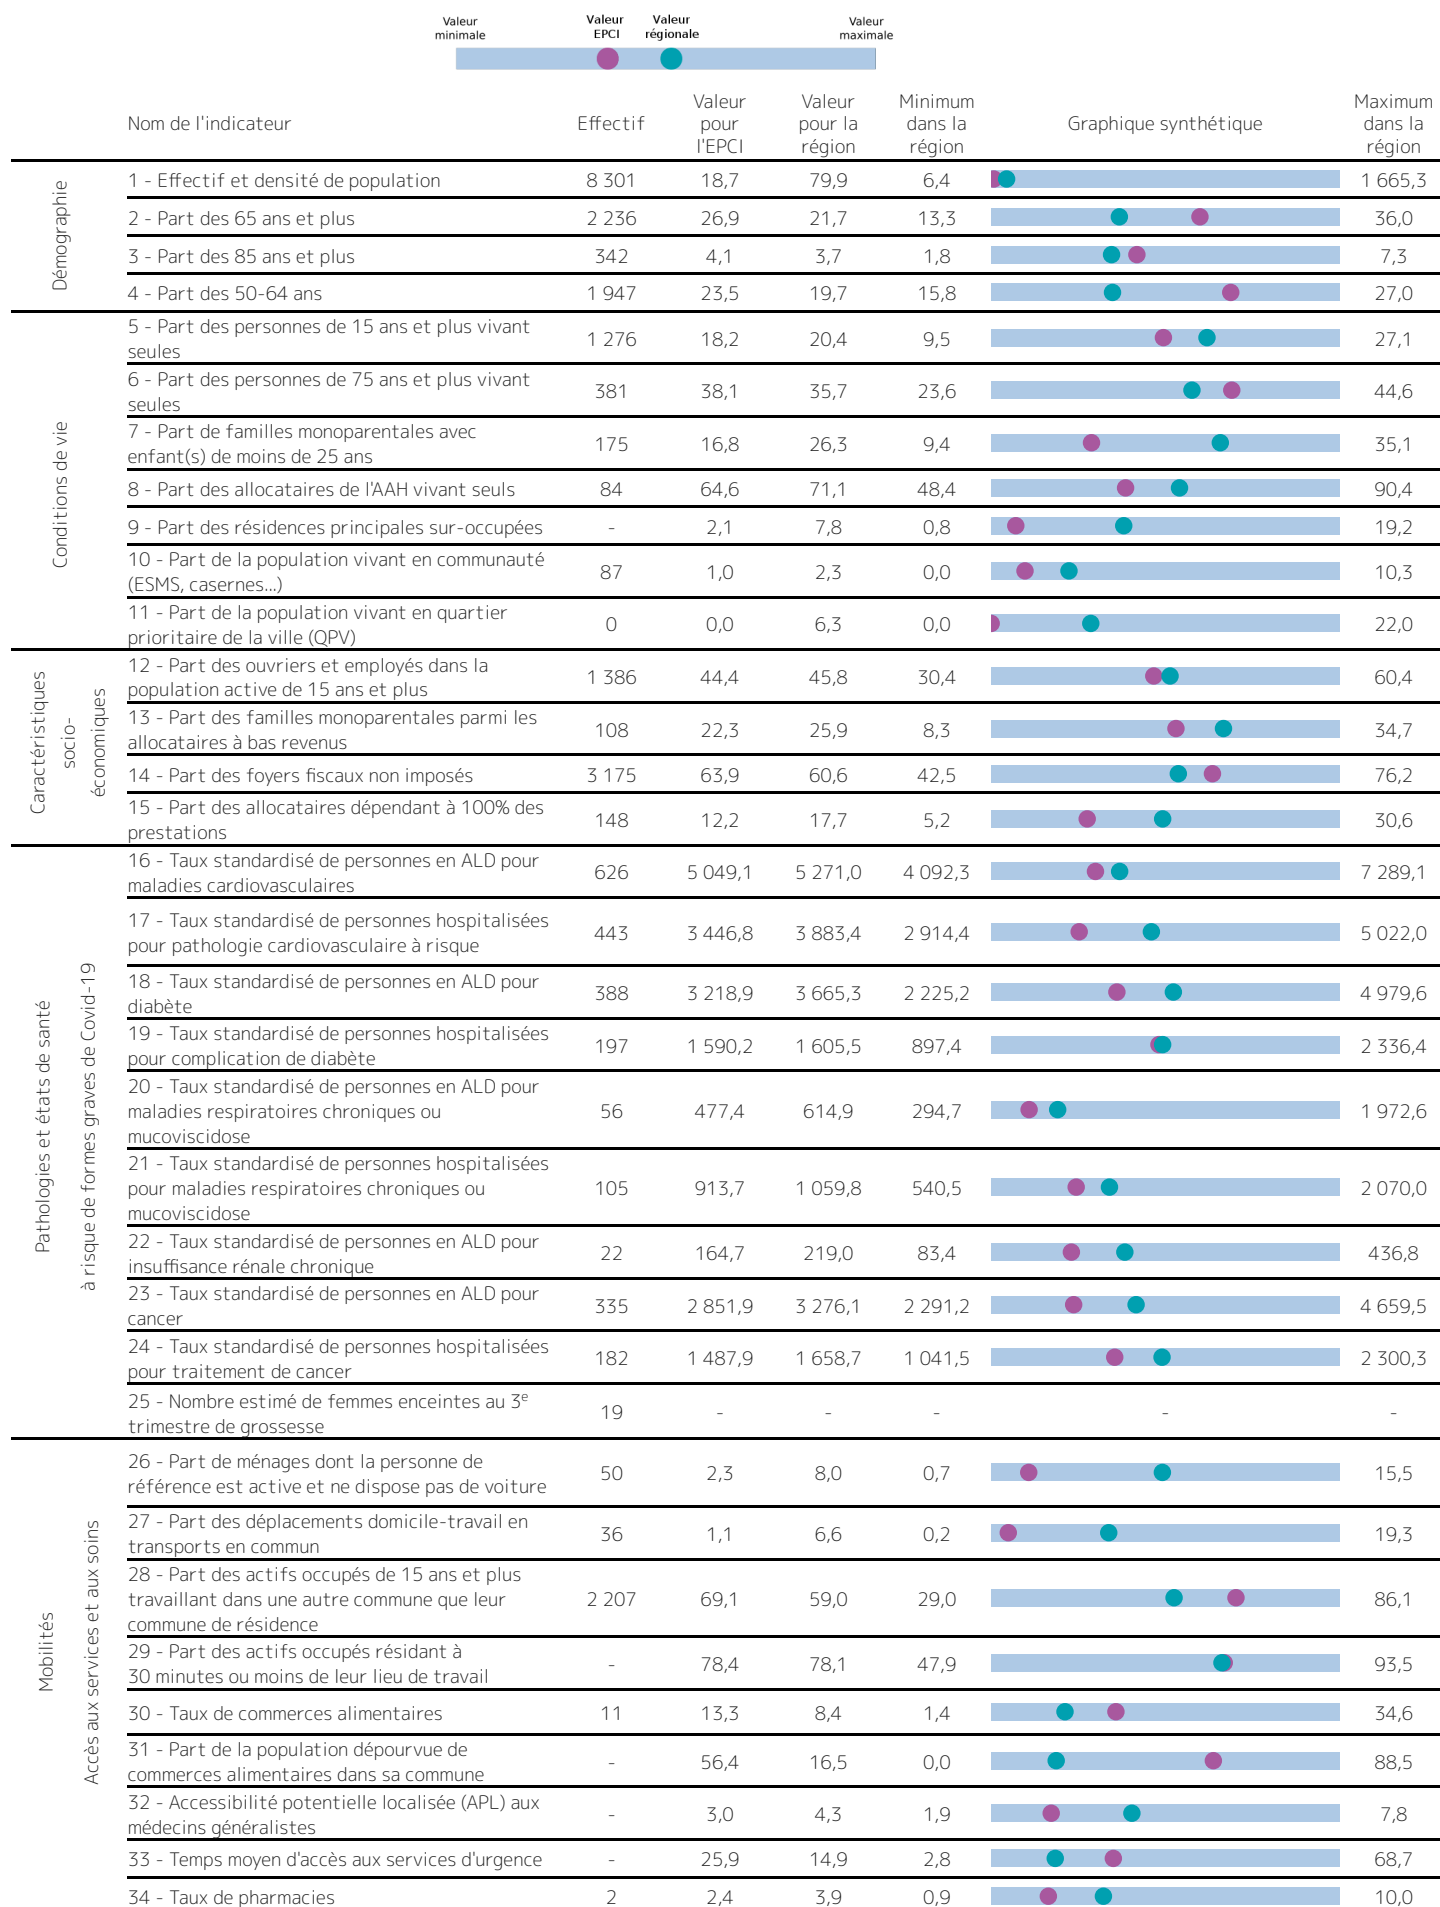 Valeur
minimale
Valeur
EPCI
Valeur
régionale
Valeur
maximale
Nom de l'indicateur
Effectif
Valeur
pour
l'EPCI
Valeur
pour la
région
Minimum
dans la
région
Graphique synthétique
Maximum
dans la
région
Démographie
1 - Effectif et densité de population 8 301 18,7 79,9 6,4 1 665,3
2 - Part des 65 ans et plus 2 236 26,9 21,7 13,3 36,0
3 - Part des 85 ans et plus 342 4,1 3,7 1,8 7,3
4 - Part des 50-64 ans 1 947 23,5 19,7 15,8 27,0
Conditions de vie
5 - Part des personnes de 15 ans et plus vivant
seules 1 276 18,2 20,4 9,5 27,1
6 - Part des personnes de 75 ans et plus vivant
seules 381 38,1 35,7 23,6 44,6
7 - Part de familles monoparentales avec
enfant(s) de moins de 25 ans 175 16,8 26,3 9,4 35,1
8 - Part des allocataires de l'AAH vivant seuls 84 64,6 71,1 48,4 90,4
9 - Part des résidences principales sur-occupées - 2,1 7,8 0,8 19,2
10 - Part de la population vivant en communauté
(ESMS, casernes...) 87 1,0 2,3 0,0 10,3
11 - Part de la population vivant en quartier
prioritaire de la ville (QPV) 0 0,0 6,3 0,0 22,0
Caractéristiques
socio-
économiques
12 - Part des ouvriers et employés dans la
population active de 15 ans et plus 1 386 44,4 45,8 30,4 60,4
13 - Part des familles monoparentales parmi les
allocataires à bas revenus 108 22,3 25,9 8,3 34,7
14 - Part des foyers fiscaux non imposés 3 175 63,9 60,6 42,5 76,2
15 - Part des allocataires dépendant à 100% des
prestations 148 12,2 17,7 5,2 30,6
Pathologies et états de santé
à risque de formes graves de Covid-19
16 - Taux standardisé de personnes en ALD pour
maladies cardiovasculaires 626 5 049,1 5 271,0 4 092,3 7 289,1
17 - Taux standardisé de personnes hospitalisées
pour pathologie cardiovasculaire à risque 443 3 446,8 3 883,4 2 914,4 5 022,0
18 - Taux standardisé de personnes en ALD pour
diabète 388 3 218,9 3 665,3 2 225,2 4 979,6
19 - Taux standardisé de personnes hospitalisées
pour complication de diabète 197 1 590,2 1 605,5 897,4 2 336,4
20 - Taux standardisé de personnes en ALD pour
maladies respiratoires chroniques ou 56 477,4 614,9 294,7 1 972,6
mucoviscidose
21 - Taux standardisé de personnes hospitalisées
pour maladies respiratoires chroniques ou 105 913,7 1 059,8 540,5 2 070,0
mucoviscidose
22 - Taux standardisé de personnes en ALD pour
insuffisance rénale chronique 22 164,7 219,0 83,4 436,8
23 - Taux standardisé de personnes en ALD pour
cancer 335 2 851,9 3 276,1 2 291,2 4 659,5
24 - Taux standardisé de personnes hospitalisées
pour traitement de cancer 182 1 487,9 1 658,7 1 041,5 2 300,3
25 - Nombre estimé de femmes enceintes au 3e
trimestre de grossesse 19 - - - - -
Mobilités
Accès aux services et aux soins
26 - Part de ménages dont la personne de
référence est active et ne dispose pas de voiture 50 2,3 8,0 0,7 15,5
27 - Part des déplacements domicile-travail en
transports en commun 36 1,1 6,6 0,2 19,3
28 - Part des actifs occupés de 15 ans et plus
travaillant dans une autre commune que leur 2 207 69,1 59,0 29,0 86,1
commune de résidence
29 - Part des actifs occupés résidant à
30 minutes ou moins de leur lieu de travail - 78,4 78,1 47,9 93,5
30 - Taux de commerces alimentaires 11 13,3 8,4 1,4 34,6
31 - Part de la population dépourvue de
commerces alimentaires dans sa commune - 56,4 16,5 0,0 88,5
32 - Accessibilité potentielle localisée (APL) aux
médecins généralistes - 3,0 4,3 1,9 7,8
33 - Temps moyen d'accès aux services d'urgence - 25,9 14,9 2,8 68,7
34 - Taux de pharmacies 2 2,4 3,9 0,9 10,0